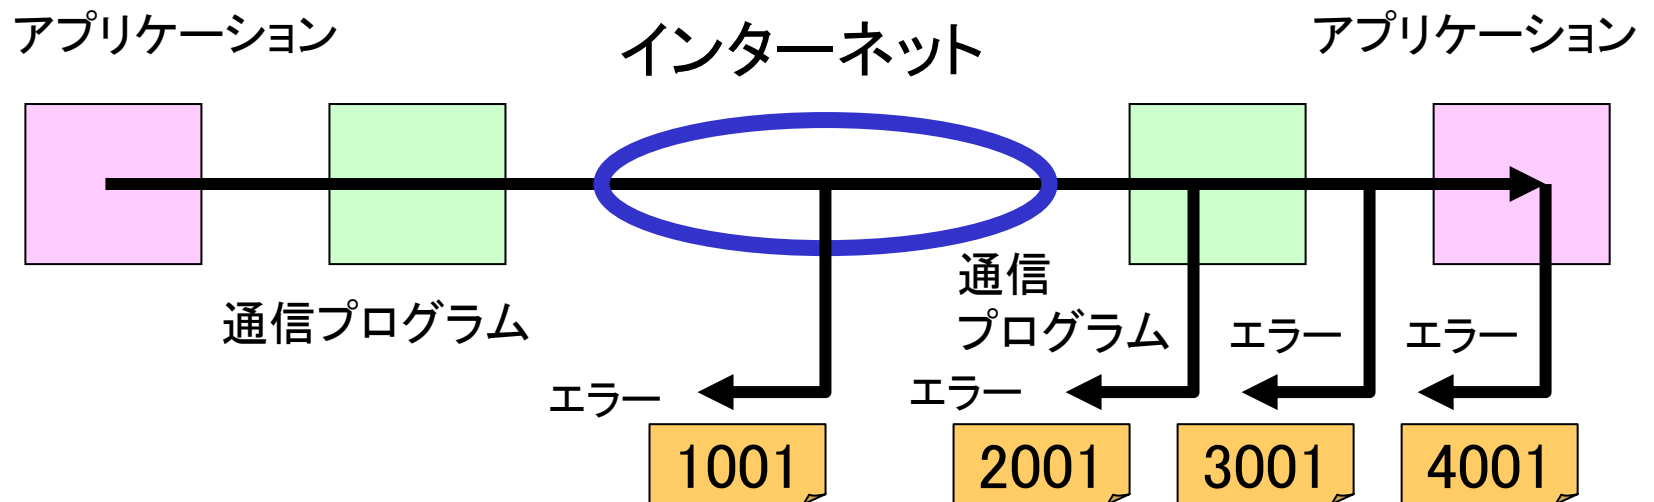 アプリケーション
インターネット
アプリケーション
通信プログラム
通信
プログラム
エラー
エラー
エラー
エラー
1001
2001
3001
4001